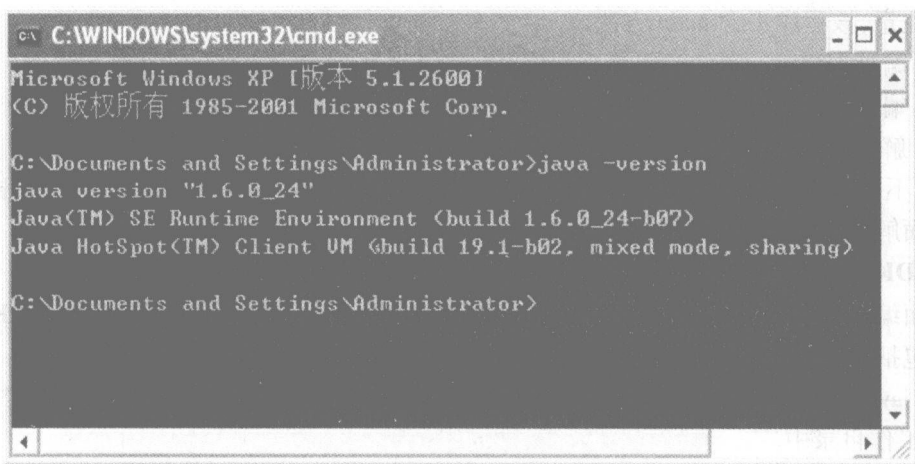 C:\WINDOWS\system32\cmd.exe
Microsoft Windows XP [版本 5.1.2600]
(C) 版权所有 1985-2001 Microsoft Corp.
C:\Documents and Settings\Administrator>java -version
java version "1.6.0_24"
Java(TM) SE Runtime Environment (build 1.6.0_24-b07)
Java HotSpot(TM) Client VM (build 19.1-b02, mixed mode, sharing)
C:\Documents and Settings\Administrator>